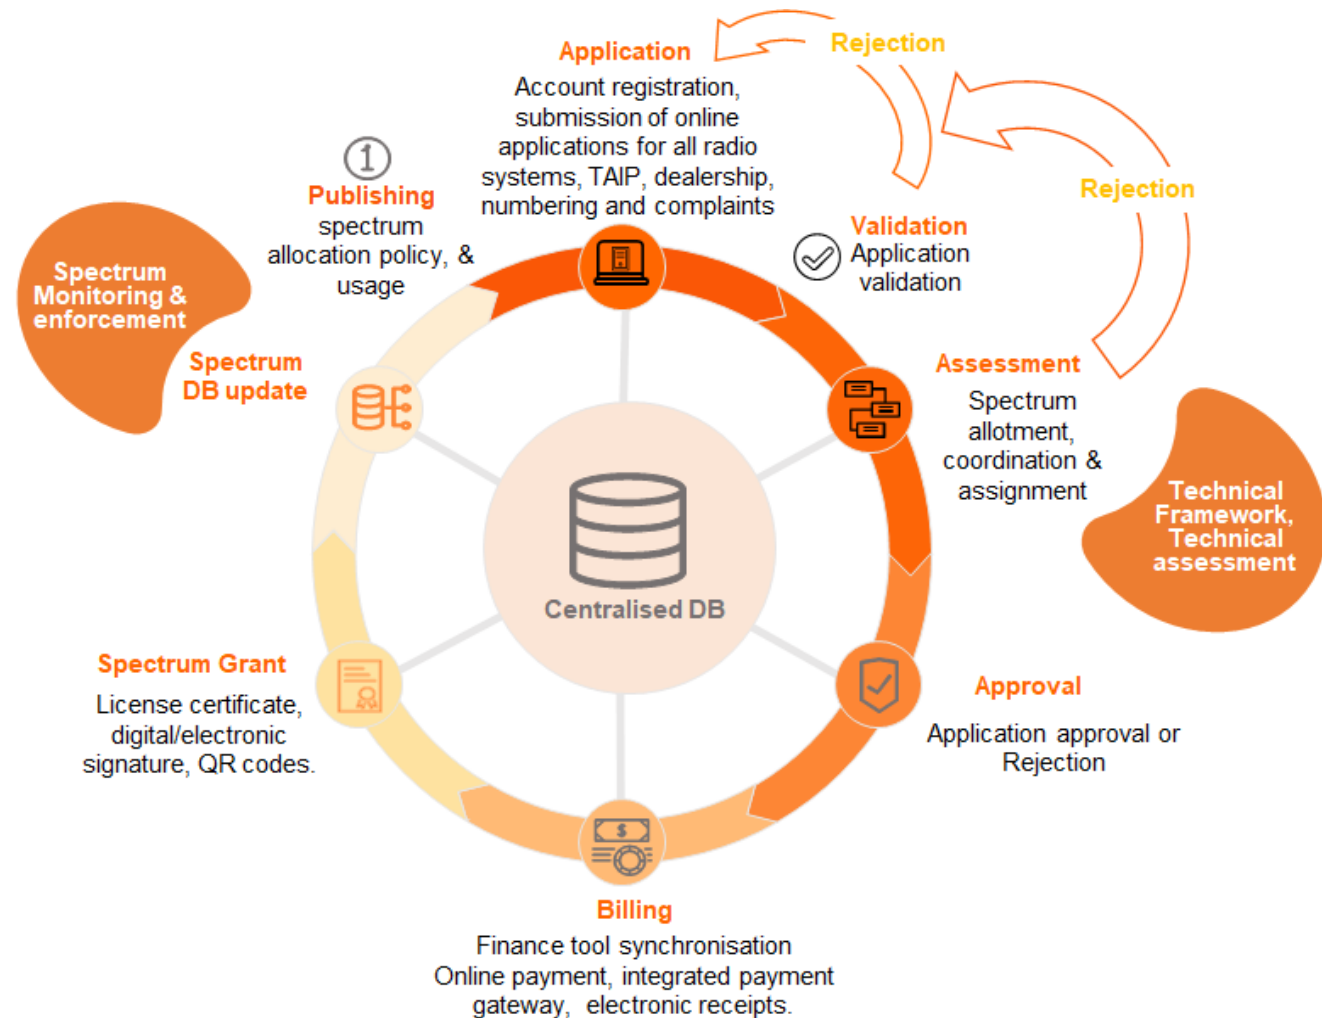 Application
Account registration,
submission of online
applications for all radio
systems, TAIP, dealership,
numbering and complaints
Rejection
Rejection
1
Publishing
spectrum
allocation policy, &
usage
Validation
Application
validation
Spectrum
Monitoring &
enforcement
Spectrum
DB update
Assessment
Spectrum
allotment,
coordination &
assignment
Technical
Framework,
Technical
assessment
Centralised DB
Spectrum Grant
License certificate,
digital/electronic
signature, QR codes.
Approval
Application approval or
Rejection
$
Billing
Finance tool synchronisation
Online payment, integrated payment
gateway, electronic receipts.